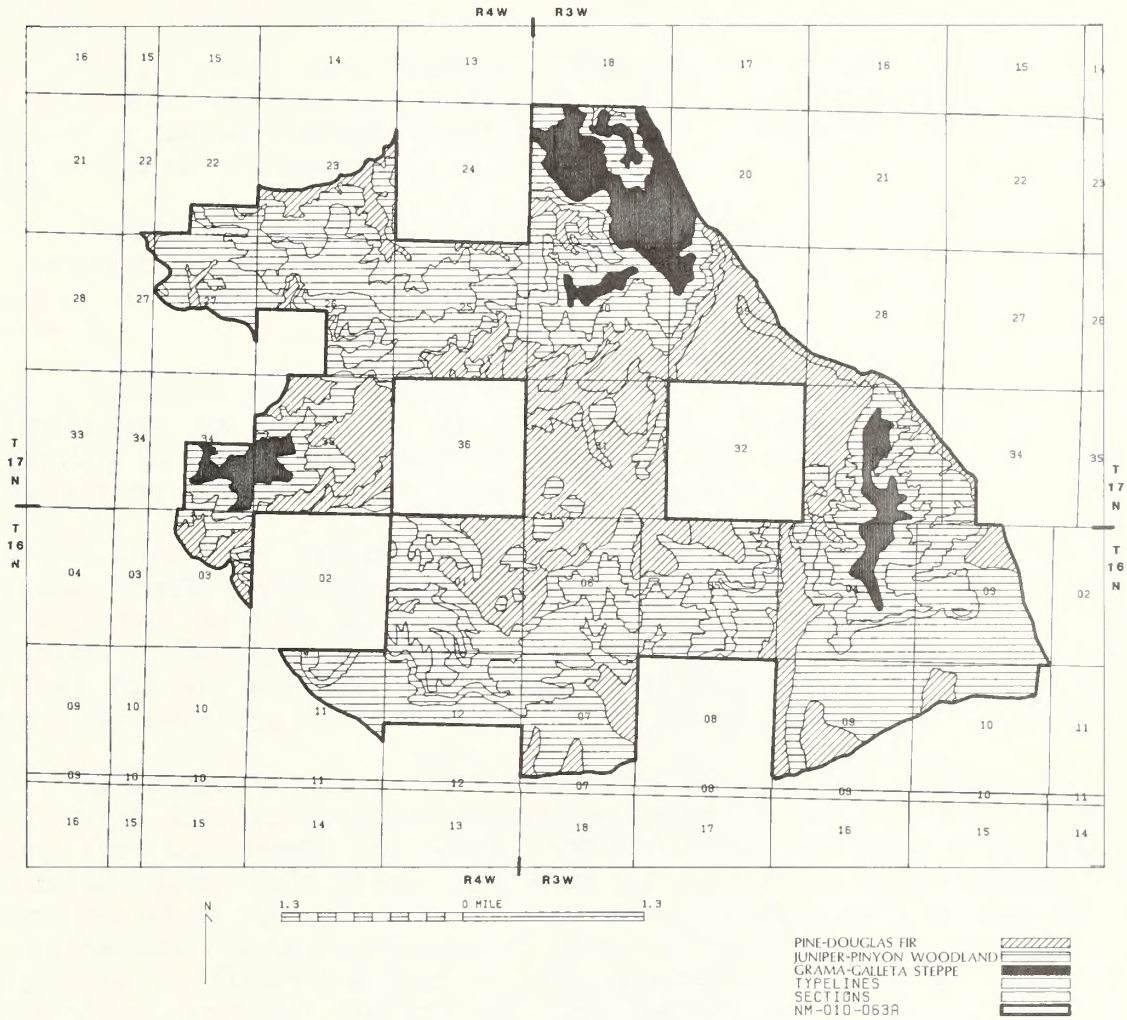 R4W R3W
16 15 15 14 13 18 17 16 15 14
21 22 22 23 24 20 21 22 23
28 27 27 26 25 30 29 28 27 26
T 17 N 33 34 34 35 36 31 32 34 35 T 17 N
T 16 N 04 03 03 02 01 06 09 02 T 16 N
09 10 10 11 12 07 08 09 10 11
09 10 10 11 12 07 08 09 10 11
16 15 15 14 13 18 17 16 15 14
R4W R3W
N 1.3 0 MILE 1.3
PINE-DOUGLAS FIR
JUNIPER-PINYON WOODLAND
GRAMA-GALLETA STEPPE
TYPELINES
SECTIONS
NM-010-063A